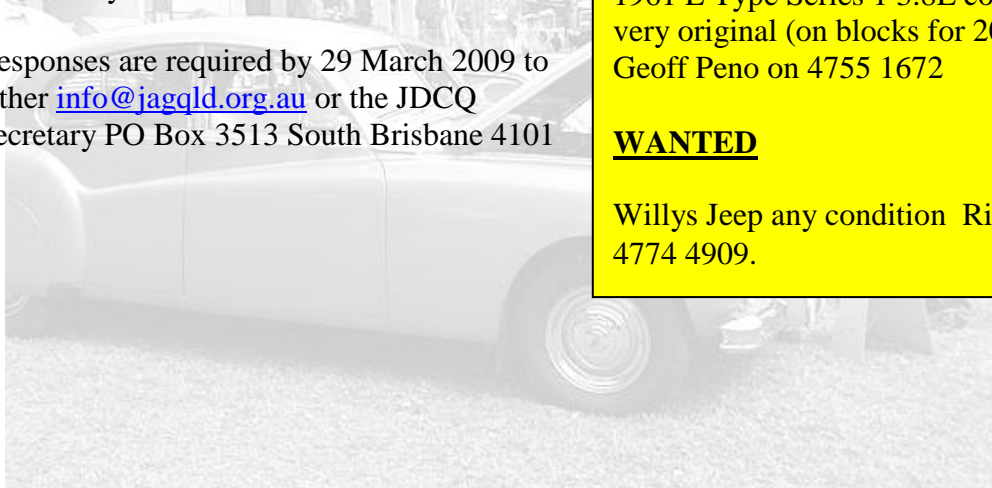 esponses are required by 29 March 2009 to
ther info@jagqld.org.au or the JDCQ
ecretary PO Box 3513 South Brisbane 4101
very original (on blocks for 20
Geoff Peno on 4755 1672
WANTED
Willys Jeep any condition Ri
4774 4909.